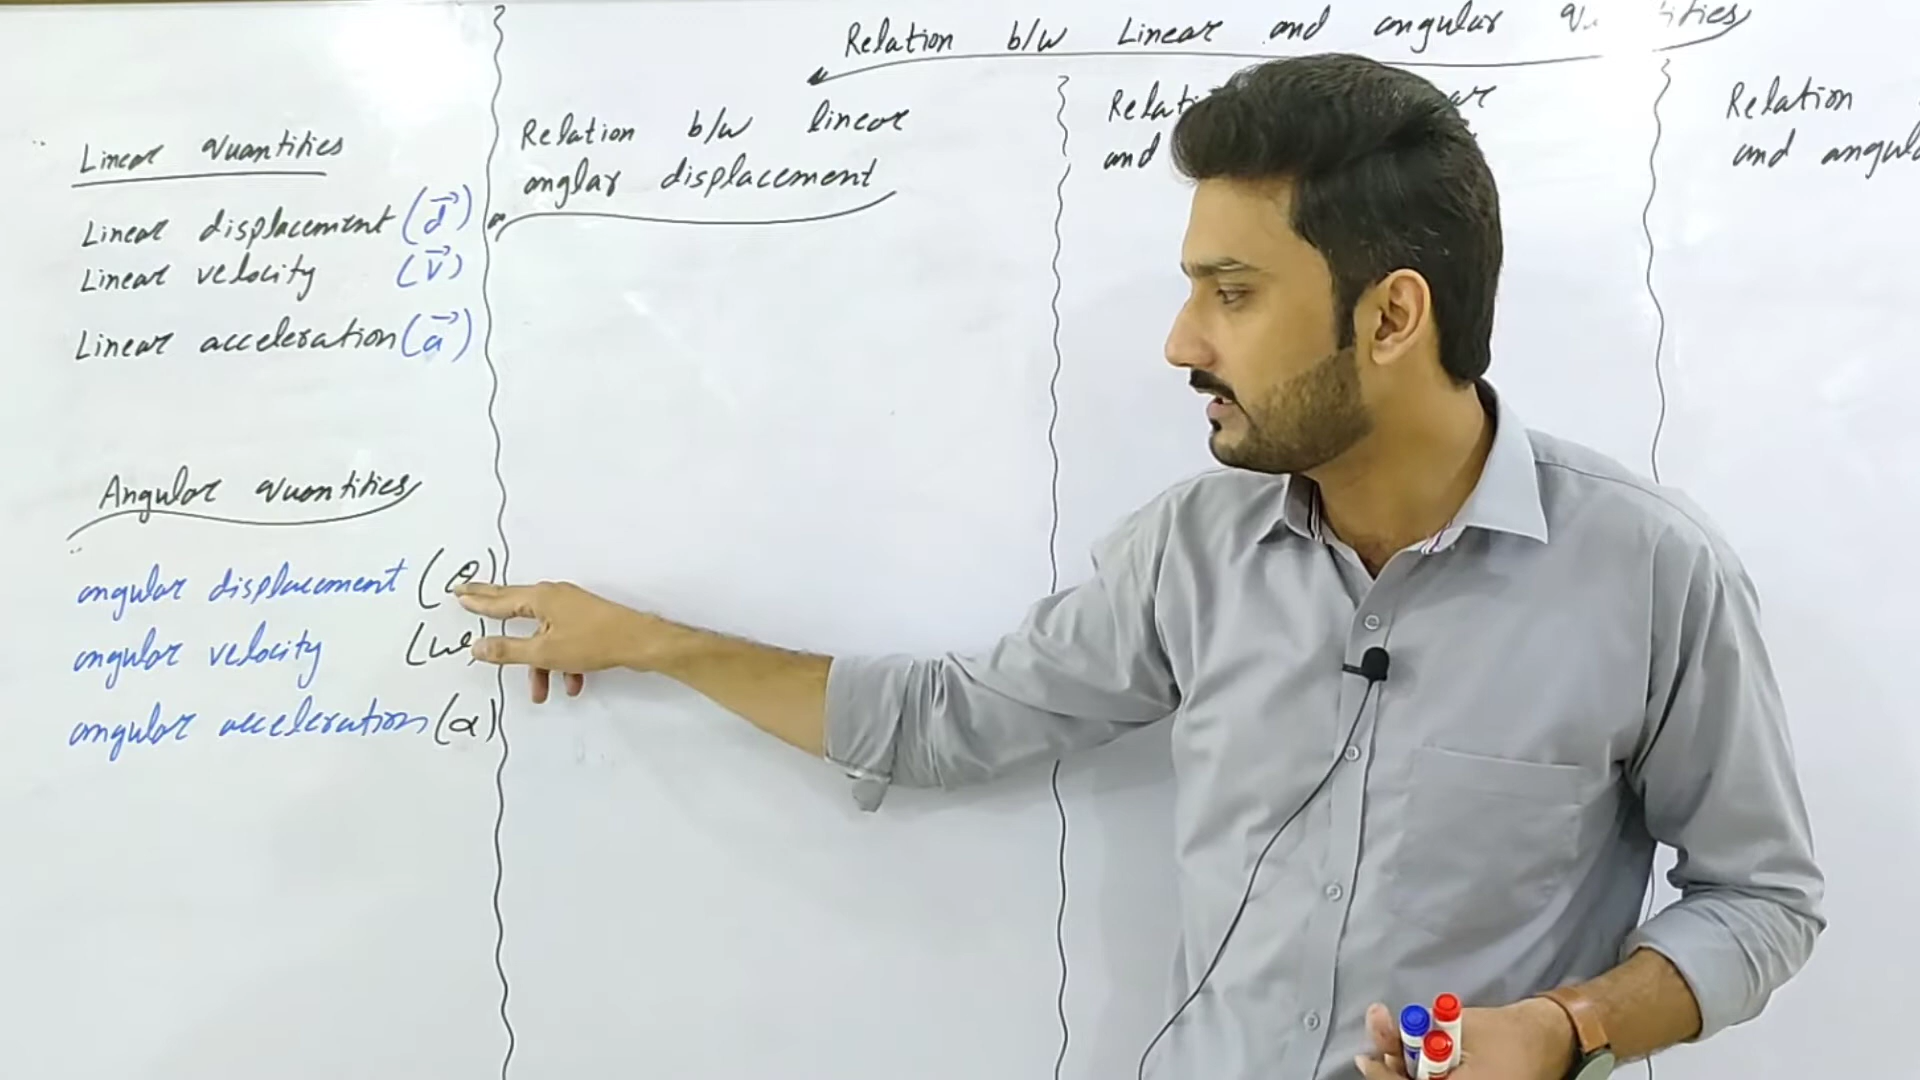 Relation b/w Linear and angular
Linear quantities
Linear displacement (d⃗)
Linear velocity (v⃗)
Linear acceleration (a⃗)
Angular quantities
angular displacement (θ)
angular velocity (ω)
angular acceleration (α)
Relation b/w linear
anglar displacement
and
Relation
and